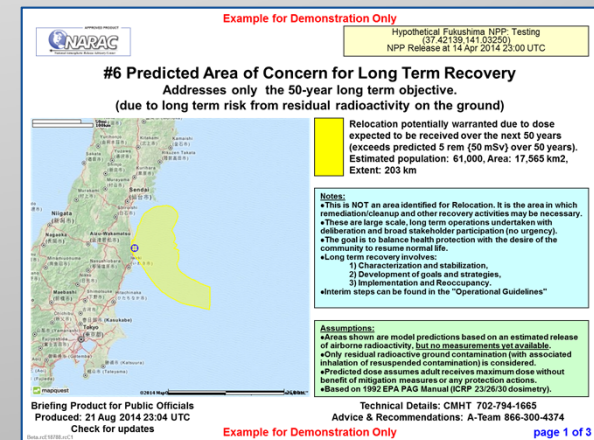 Example for Demonstration Only
APPROVED PRODUCT
NARAC
Hypothetical Fukushima NPP: Testing
(37.42139,141.03250)
NPP Release at 14 Apr 2014 23:00 UTC
#6 Predicted Area of Concern for Long Term Recovery
Addresses only the 50-year long term objective.
(due to long term risk from residual radioactivity on the ground)
Relocation potentially warranted due to dose
expected to be received over the next 50 years
(exceeds predicted 5 rem {50 mSv} over 50 years).
Estimated population: 61,000, Area: 17,565 km2,
Extent: 203 km
Sendai
Niigata
Tokyo
mapquest
Notes:
●This is NOT an area identified for Relocation. It is the area in which
remediation/cleanup and other recovery activities may be necessary.
●These are large scale, long term operations undertaken with
deliberation and broad stakeholder participation (no urgency).
●The goal is to balance health protection with the desire of the
community to resume normal life.
●Long term recovery involves:
1) Characterization and stabilization,
2) Development of goals and strategies,
3) Implementation and Reoccupancy.
●Interim steps can be found in the "Operational Guidelines"
Assumptions:
●Areas shown are model predictions based on an estimated release
of airborne radioactivity, but no measurements yet available.
●Only residual radioactive ground contamination (with associated
inhalation of resuspended contamination) is considered.
●Predicted dose assumes adult receives maximum dose without
benefit of mitigation measures or any protection actions.
●Based on 1992 EPA PAG Manual (ICRP 23/26/30 dosimetry).
Briefing Product for Public Officials
Produced: 21 Aug 2014 23:04 UTC
Check for updates
Technical Details: CMHT 702-794-1665
Advice & Recommendations: A-Team 866-300-4374
Example for Demonstration Only
page 1 of 3